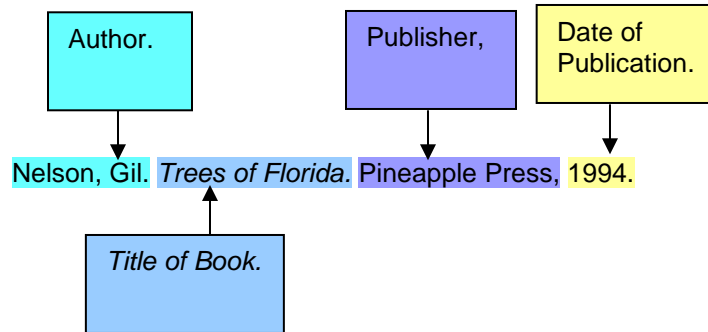 Author.
Publisher,
Date of
Publication.
Nelson, Gil. Trees of Florida. Pineapple Press, 1994.
Title of Book.